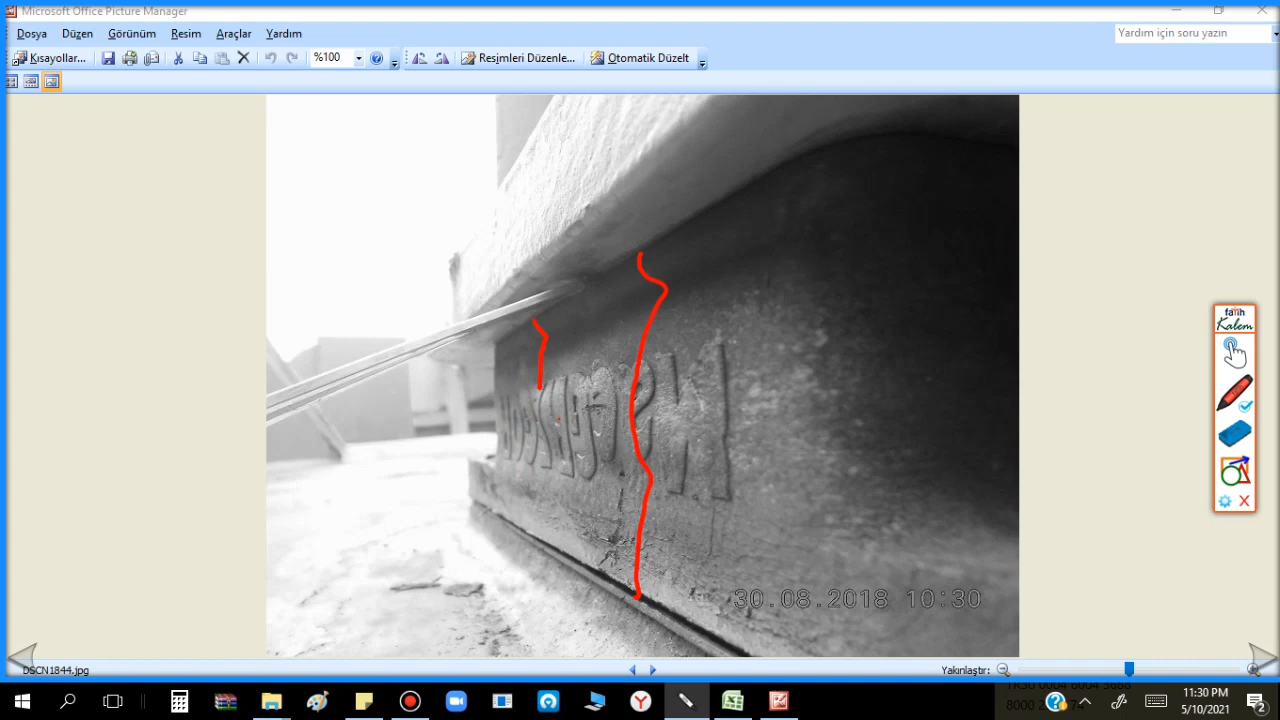 Microsoft Office Picture Manager
Dosya Düzen Görünüm Resim Araçlar Yardım
Yardım için soru yazın
Kısayollar... %100 Resimleri Düzenle... Otomatik Düzelt
fatih
Kalem
30.08.2018 10:30
DSCN1844.jpg
Yakınlaştır:
11:30 PM
5/10/2021
2